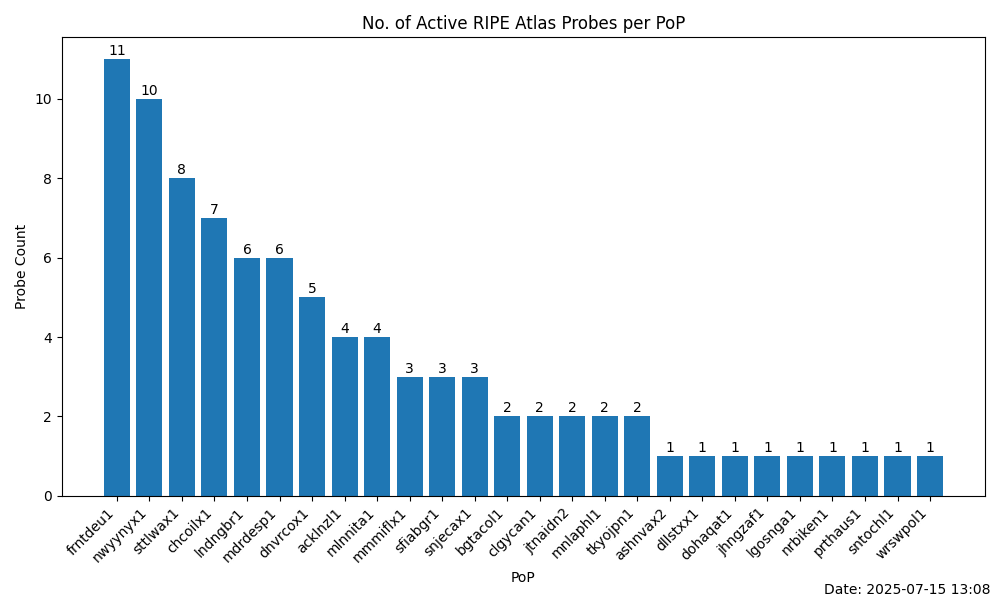 No. of Active RIPE Atlas Probes per PoP
11
10
8
7
6
6
5
4
4
3
3
3
2
2
2
2
2
1
1
1
1
1
1
1
1
1
10
8
6
4
2
0
Probe Count
frntdeu1
nwyynyx1
sttlwax1
chcoilx1
lndngbr1
mdrdesp1
dnvrcox1
acklnzl1
mlnnita1
mmmiflx1
sfiabgr1
snjecax1
bgtacol1
clgycan1
jtnaidn2
mnlaphl1
tkyojpn1
ashnvax2
dllstxx1
dohaqat1
jhngzaf1
lgosnga1
nrbiken1
prthaus1
sntochl1
wrswpol1
PoP
Date: 2025-07-15 13:08